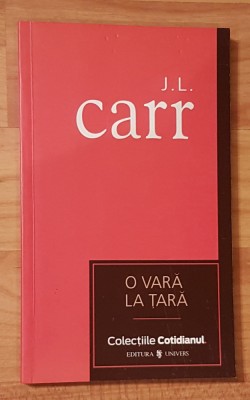 J.L.
carr
O VARĂ
LA ȚARĂ
Colecțiile Cotidianul
EDITURA UNIVERS